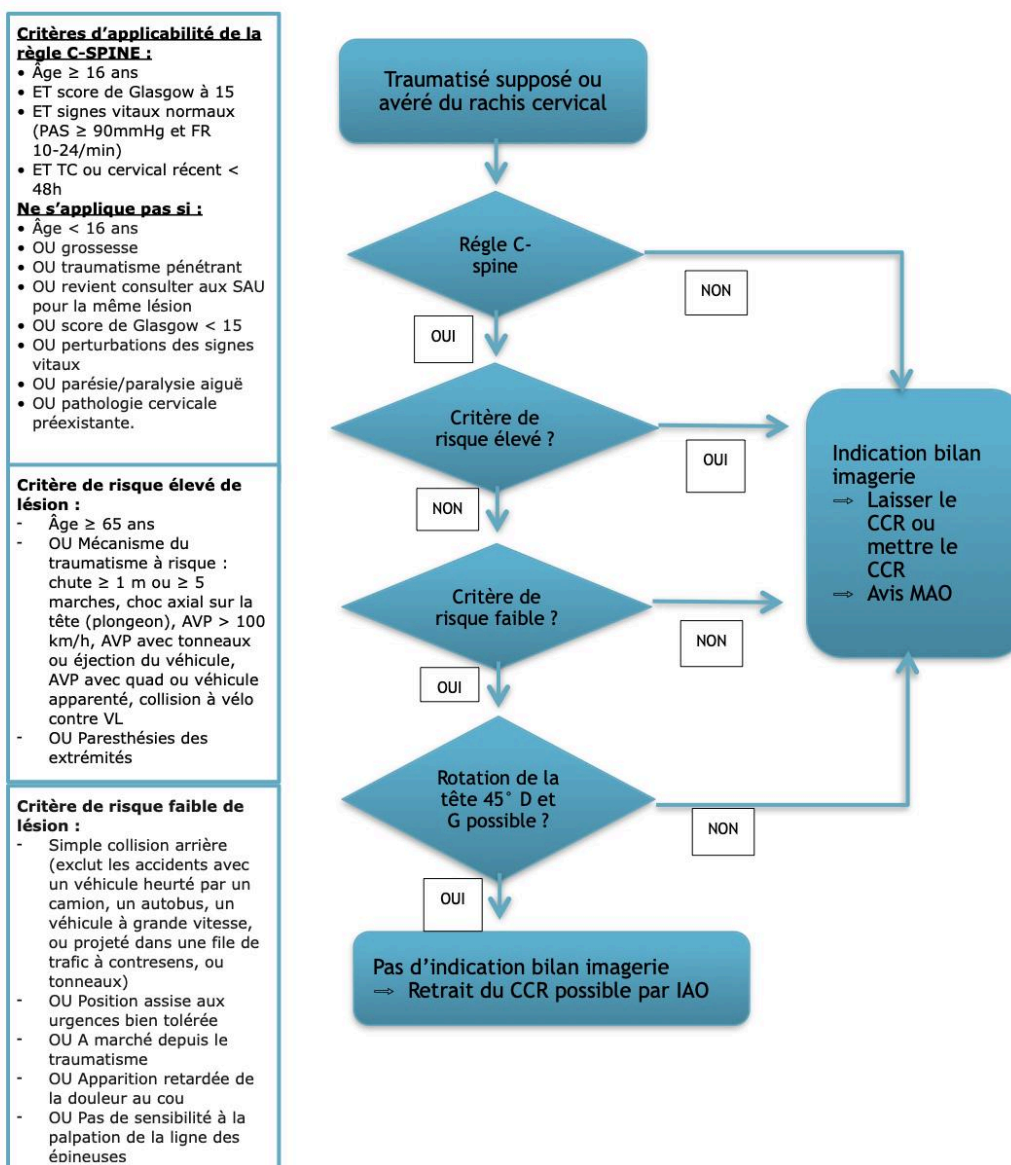 Critères d'applicabilité de la
règle C-SPINE :
• Âge ≥ 16 ans
• ET score de Glasgow à 15
• ET signes vitaux normaux
(PAS ≥ 90mmHg et FR
10-24/min)
• ET TC ou cervical récent <
48h
Ne s'applique pas si :
• Âge < 16 ans
• OU grossesse
• OU traumatisme pénétrant
• OU revient consulter aux SAU
pour la même lésion
• OU score de Glasgow < 15
• OU perturbations des signes
vitaux
• OU parésie/paralysie aiguë
• OU pathologie cervicale
préexistante.
Critère de risque élevé de
lésion :
- Âge ≥ 65 ans
- OU Mécanisme du
traumatisme à risque :
chute ≥ 1 m ou ≥ 5
marches, choc axial sur la
tête (plongeon), AVP > 100
km/h, AVP avec tonneaux
ou éjection du véhicule,
AVP avec quad ou véhicule
apparenté, collision à vélo
contre VL
- OU Paresthésies des
extrémités
Critère de risque faible de
lésion :
- Simple collision arrière
(exclut les accidents avec
un véhicule heurté par un
camion, un autobus, un
véhicule à grande vitesse,
ou projeté dans une file de
trafic à contresens, ou
tonneaux)
- OU Position assise aux
urgences bien tolérée
- OU A marché depuis le
traumatisme
- OU Apparition retardée de
la douleur au cou
- OU Pas de sensibilité à la
palpation de la ligne des
épineuses
Traumatisé supposé ou
avéré du rachis cervical
Régle C-
spine
NON
OUI
Critère de
risque élevé ?
OUI
NON
Critère de
risque faible ?
NON
OUI
Rotation de la
tête 45° D et
G possible ?
NON
OUI
Indication bilan
imagerie
⇒ Laisser le
CCR ou
mettre le
CCR
⇒ Avis MAO
Pas d'indication bilan imagerie
⇒ Retrait du CCR possible par IAO